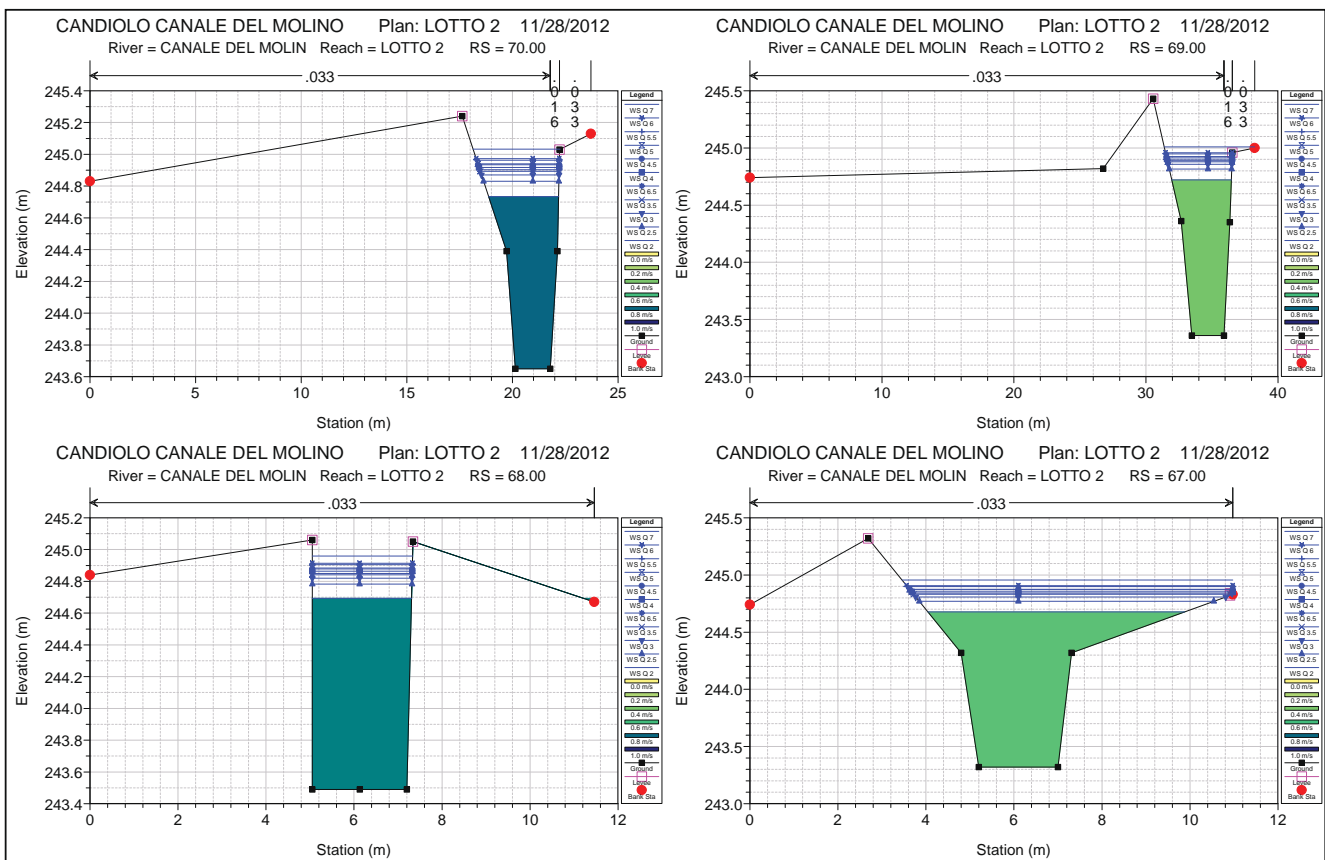 CANDIOLO CANALE DEL MOLINO Plan: LOTTO 2 11/28/2012
River = CANALE DEL MOLIN Reach = LOTTO 2 RS = 70.00
.033
.016
.033
245.4
245.2
245.0
244.8
244.6
244.4
244.2
244.0
243.8
243.6
0 5 10 15 20 25
Station (m)
Elevation (m)
Legend
WS Q 7
WS Q 6
WS Q 5.5
WS Q 5
WS Q 4.5
WS Q 4
WS Q 6.5
WS Q 3.5
WS Q 3
WS Q 2.5
WS Q 2
0.0 m/s
0.2 m/s
0.4 m/s
0.6 m/s
0.8 m/s
1.0 m/s
Ground
Levee
Bank Sta
CANDIOLO CANALE DEL MOLINO Plan: LOTTO 2 11/28/2012
River = CANALE DEL MOLIN Reach = LOTTO 2 RS = 69.00
.033
.016
.033
245.5
245.0
244.5
244.0
243.5
243.0
0 10 20 30 40
Station (m)
Elevation (m)
Legend
WS Q 7
WS Q 6
WS Q 5.5
WS Q 5
WS Q 4.5
WS Q 4
WS Q 6.5
WS Q 3.5
WS Q 3
WS Q 2.5
WS Q 2
0.0 m/s
0.2 m/s
0.4 m/s
0.6 m/s
0.8 m/s
1.0 m/s
Ground
Levee
Bank Sta
CANDIOLO CANALE DEL MOLINO Plan: LOTTO 2 11/28/2012
River = CANALE DEL MOLIN Reach = LOTTO 2 RS = 68.00
.033
245.2
245.0
244.8
244.6
244.4
244.2
244.0
243.8
243.6
243.4
0 2 4 6 8 10 12
Station (m)
Elevation (m)
Legend
WS Q 7
WS Q 6
WS Q 5.5
WS Q 5
WS Q 4.5
WS Q 4
WS Q 6.5
WS Q 3.5
WS Q 3
WS Q 2.5
WS Q 2
0.0 m/s
0.2 m/s
0.4 m/s
0.6 m/s
0.8 m/s
1.0 m/s
Ground
Levee
Bank Sta
CANDIOLO CANALE DEL MOLINO Plan: LOTTO 2 11/28/2012
River = CANALE DEL MOLIN Reach = LOTTO 2 RS = 67.00
.033
245.5
245.0
244.5
244.0
243.5
243.0
0 2 4 6 8 10 12
Station (m)
Elevation (m)
Legend
WS Q 7
WS Q 6
WS Q 5.5
WS Q 5
WS Q 4.5
WS Q 4
WS Q 6.5
WS Q 3.5
WS Q 3
WS Q 2.5
WS Q 2
0.0 m/s
0.2 m/s
0.4 m/s
0.6 m/s
0.8 m/s
1.0 m/s
Ground
Levee
Bank Sta